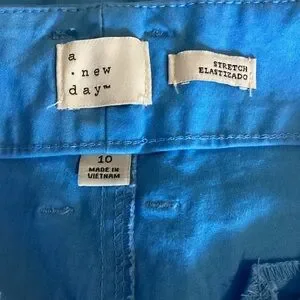 a
· new
day™
STRETCH
ELASTIZADO
10
MADE IN
VIETNAM